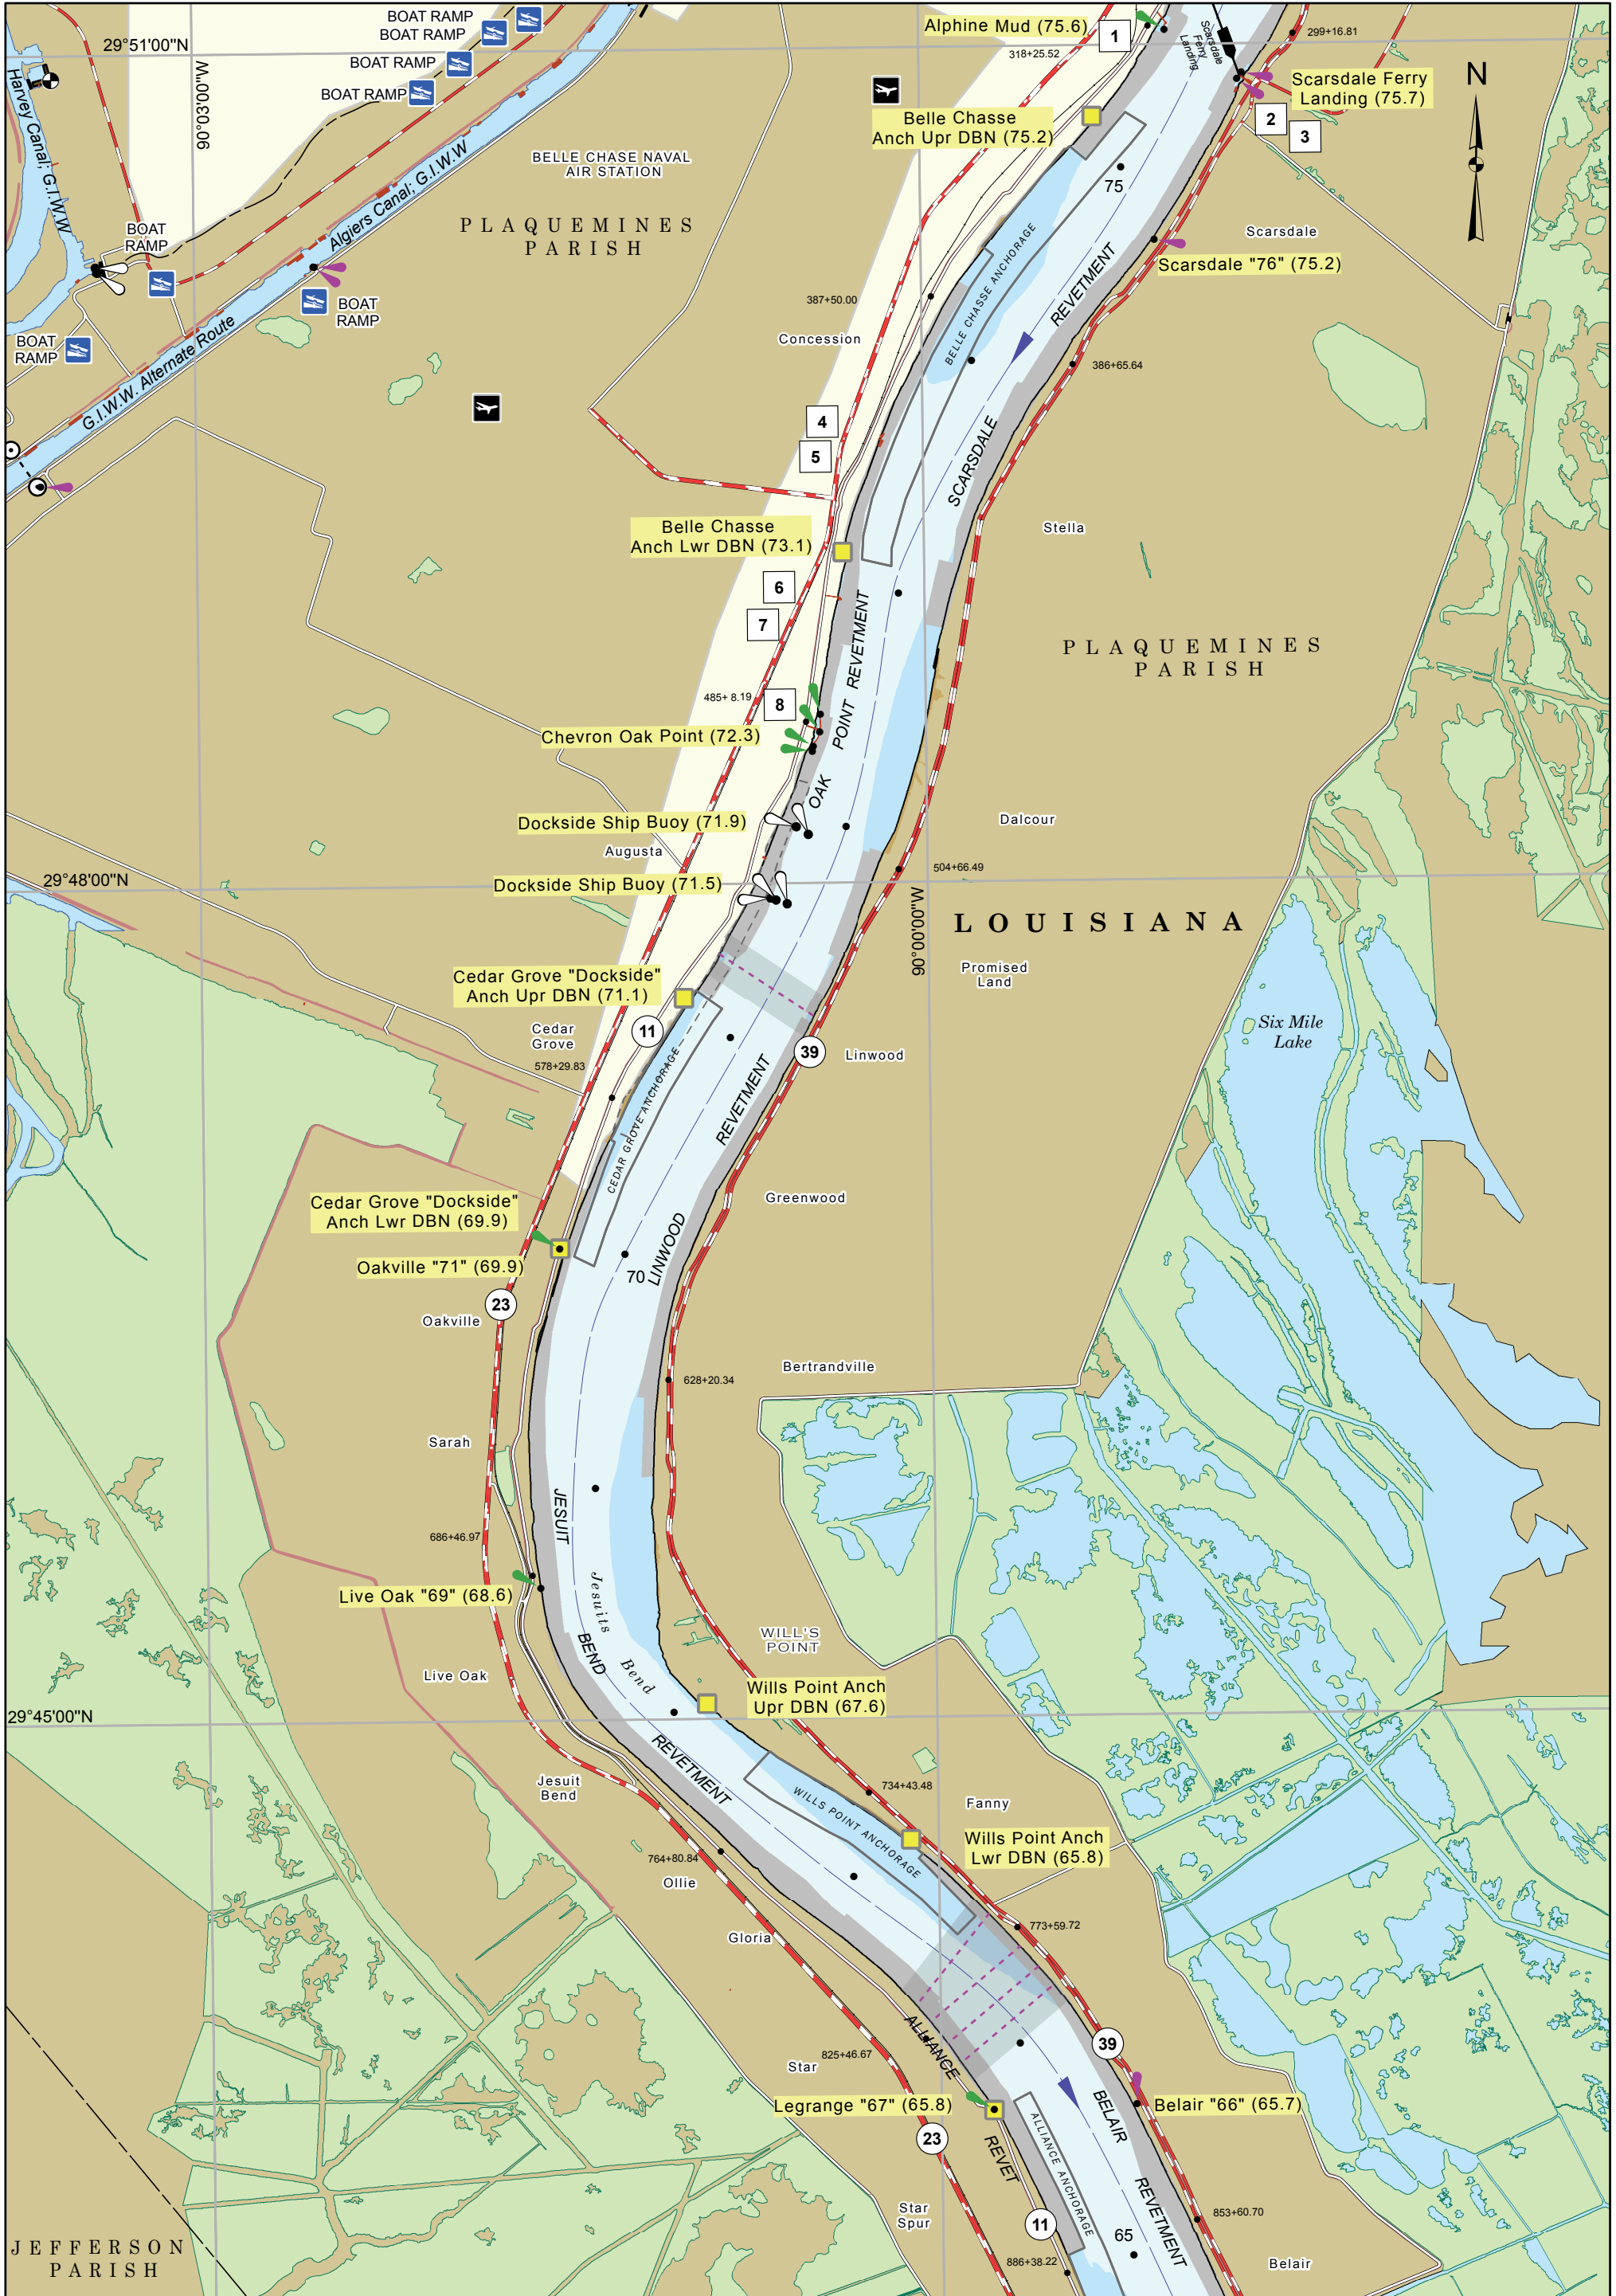 BOAT RAMP
BOAT RAMP
BOAT RAMP
BOAT RAMP
29°51'00"N
90°03'00"W
Harvey Canal; G.I.W.W
Algiers Canal; G.I.W.W
G.I.W.W. Alternate Route
BOAT
RAMP
BOAT
RAMP
BOAT
RAMP
BELLE CHASE NAVAL
AIR STATION
PLAQUEMINES
PARISH
Alphine Mud (75.6)
1
318+25.52
Scarsdale
Ferry
Landing
299+16.81
Scarsdale Ferry
Landing (75.7)
2
3
N
Belle Chasse
Anch Upr DBN (75.2)
75
Scarsdale
Scarsdale "76" (75.2)
BELLE CHASSE ANCHORAGE
SCARSDALE
REVETMENT
387+50.00
Concession
386+65.64
4
5
Stella
Belle Chasse
Anch Lwr DBN (73.1)
6
7
PLAQUEMINES
PARISH
485+ 8.19
8
OAK
POINT
REVETMENT
Chevron Oak Point (72.3)
Dockside Ship Buoy (71.9)
Augusta
Dalcour
29°48'00"N
504+66.49
Dockside Ship Buoy (71.5)
90°00'00"W
LOUISIANA
Promised
Land
Cedar Grove "Dockside"
Anch Upr DBN (71.1)
Six Mile
Lake
Cedar
Grove
11
39
Linwood
578+29.83
CEDAR GROVE ANCHORAGE
LINWOOD
REVETMENT
Greenwood
Cedar Grove "Dockside"
Anch Lwr DBN (69.9)
Oakville "71" (69.9)
70
23
Oakville
Bertrandville
628+20.34
Sarah
JESUIT
BEND
REVETMENT
686+46.97
Live Oak "69" (68.6)
Jesuits
Bend
WILL'S
POINT
Live Oak
Wills Point Anch
Upr DBN (67.6)
29°45'00"N
Jesuit
Bend
WILLS POINT ANCHORAGE
734+43.48
Fanny
Wills Point Anch
Lwr DBN (65.8)
764+80.84
Ollie
Gloria
773+59.72
ALLIANCE
REVET
825+46.67
Star
39
Legrange "67" (65.8)
Belair "66" (65.7)
23
ALLIANCE ANCHORAGE
BELAIR
REVETMENT
Star
Spur
853+60.70
11
65
JEFFERSON
PARISH
886+38.22
Belair